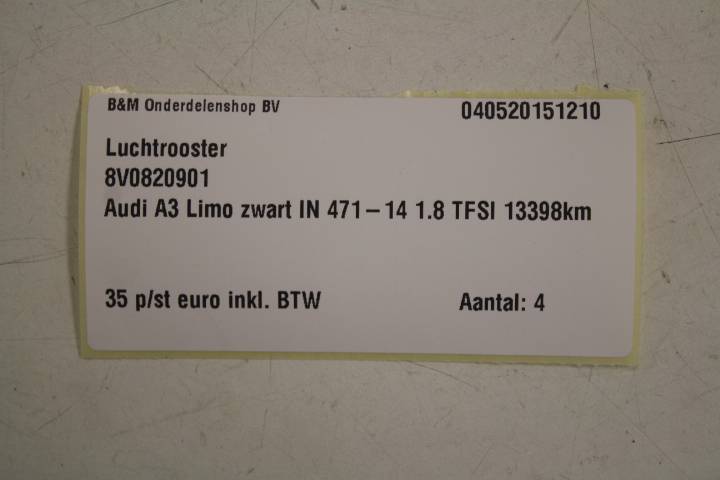 B&M Onderdelenshop BV 040520151210
Luchtrooster
8V0820901
Audi A3 Limo zwart IN 471-14 1.8 TFSI 13398km
35 p/st euro inkl. BTW Aantal: 4